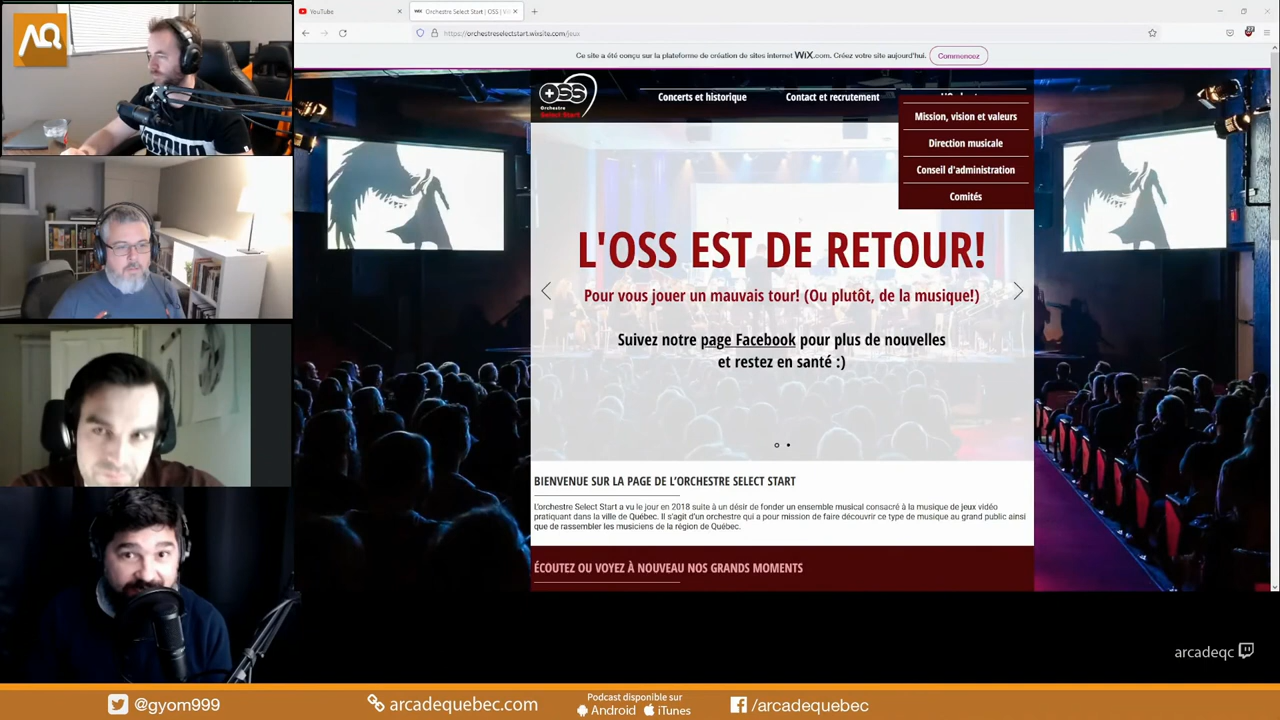 AQ
YouTube
Orchestre Select Start | OSS | Vi
https://orchestreselectstart.wixsite.com/jeux
Ce site a été conçu sur la plateforme de création de sites internet WiX.com. Créez votre site aujourd'hui.
Commencez
OSS
Orchestre
Select Start
Concerts et historique
Contact et recrutement
Mission, vision et valeurs
Direction musicale
Conseil d'administration
Comités
L'OSS EST DE RETOUR!
Pour vous jouer un mauvais tour! (Ou plutôt, de la musique!)
Suivez notre page Facebook pour plus de nouvelles
et restez en santé :)
BIENVENUE SUR LA PAGE DE L'ORCHESTRE SELECT START
L'orchestre Select Start a vu le jour en 2018 suite à un désir de fonder un ensemble musical consacré à la musique de jeux vidéo
pratiquant dans la ville de Québec. Il s'agit d'un orchestre qui a pour mission de faire découvrir ce type de musique au grand public ainsi
que de rassembler les musiciens de la région de Québec.
ÉCOUTEZ OU VOYEZ À NOUVEAU NOS GRANDS MOMENTS
arcadeqc
@gyom999
arcadequebec.com
Podcast disponible sur
Android iTunes
/arcadequebec